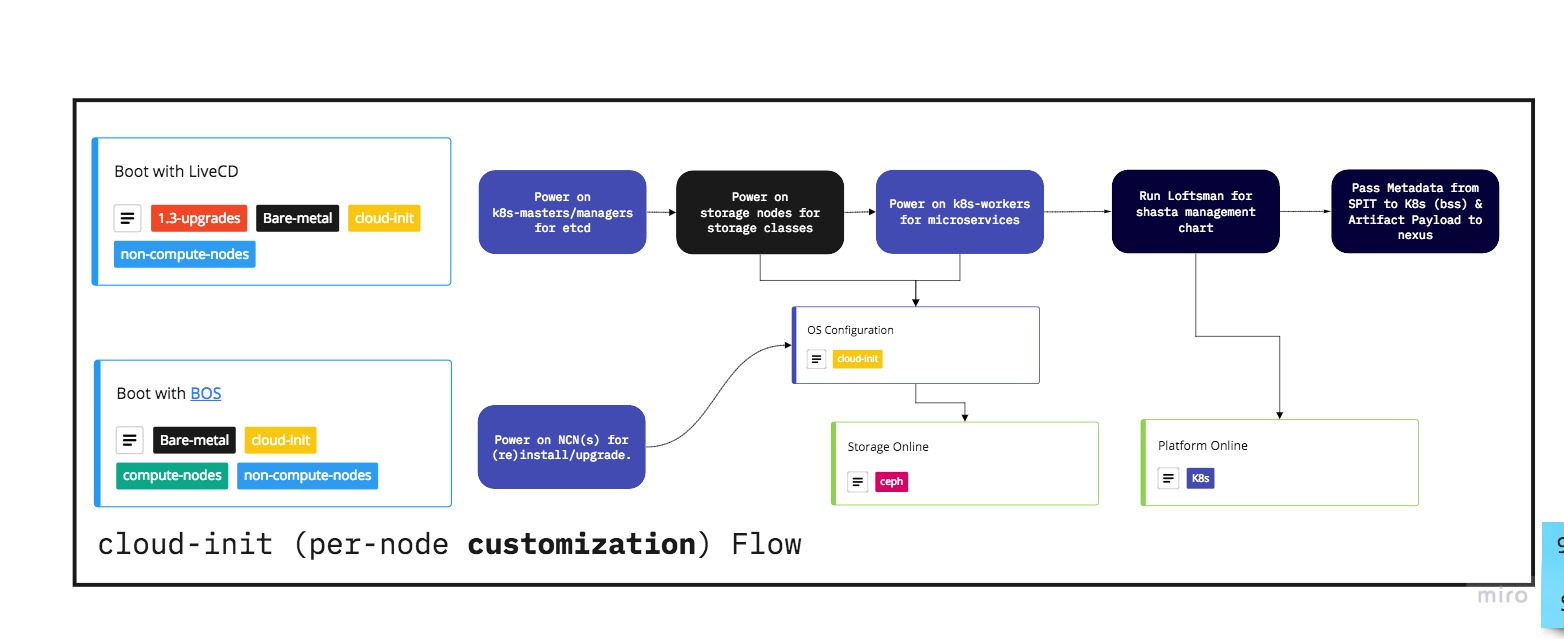 Boot with LiveCD
1.3-upgrades Bare-metal cloud-init
non-compute-nodes
Power on
k8s-masters/managers
for etcd
Power on
storage nodes for
storage classes
Power on k8s-workers
for microservices
Run Loftsman for
shasta management
chart
Pass Metadata from
SPIT to K8s (bss) &
Artifact Payload to
nexus
OS Configuration
cloud-init
Boot with BOS
Bare-metal cloud-init
compute-nodes non-compute-nodes
Power on NCN(s) for
(re)install/upgrade.
Storage Online
ceph
Platform Online
K8s
cloud-init (per-node customization) Flow
miro